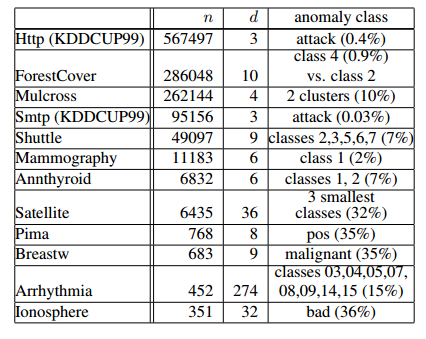 n d anomaly class
Http (KDDCUP99) 567497 3 attack (0.4%)
class 4 (0.9%)
ForestCover 286048 10 vs. class 2
Mulcross 262144 4 2 clusters (10%)
Smtp (KDDCUP99) 95156 3 attack (0.03%)
Shuttle 49097 9 classes 2,3,5,6,7 (7%)
Mammography 11183 6 class 1 (2%)
Annthyroid 6832 6 classes 1, 2 (7%)
3 smallest
Satellite 6435 36 classes (32%)
Pima 768 8 pos (35%)
Breastw 683 9 malignant (35%)
classes 03,04,05,07,
Arrhythmia 452 274 08,09,14,15 (15%)
Ionosphere 351 32 bad (36%)